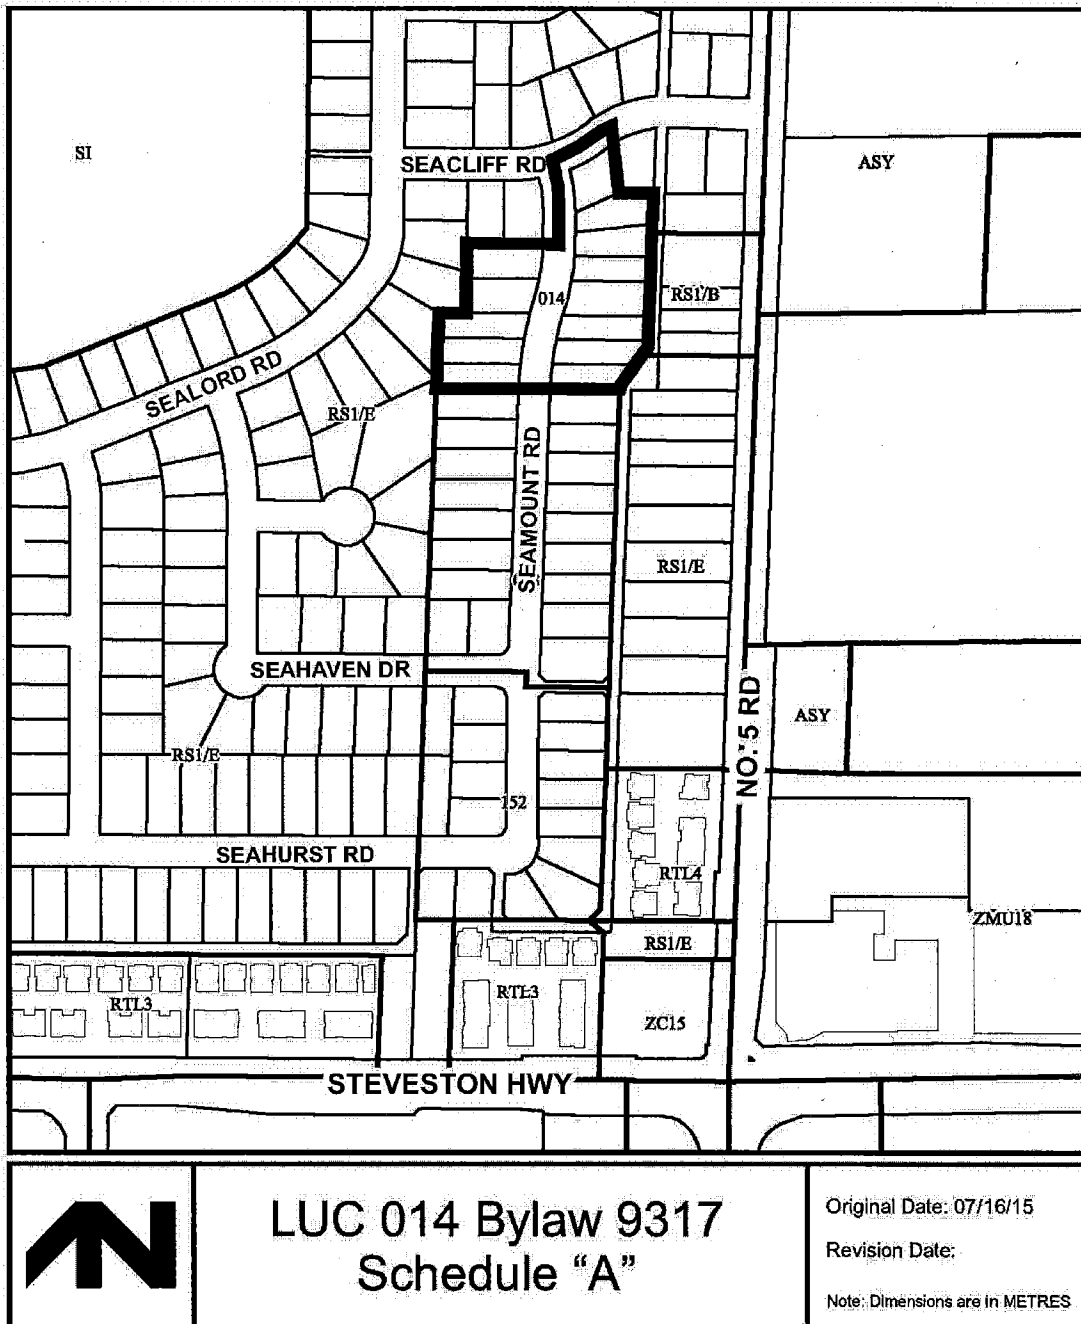 SI
SEACLIFF RD
ASY
014
RS1/B
SEALORD RD
RS1/E
SEAMOUNT RD
RS1/E
SEAHAVEN DR
NO. 5 RD
ASY
RS1/E
152
SEAHURST RD
RTL4
ZMU18
RS1/E
RTL3
RTL3
ZC15
STEVESTON HWY
LUC 014 Bylaw 9317
Schedule “A”
Original Date: 07/16/15
Revision Date:
Note: Dimensions are in METRES